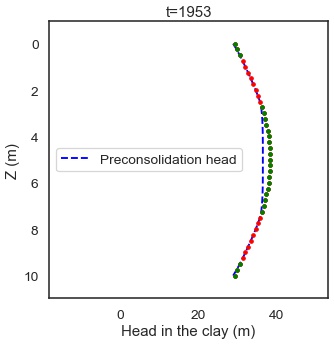 t=1953
0
2
4
6
8
10
Z (m)
Preconsolidation head
0
20
40
Head in the clay (m)